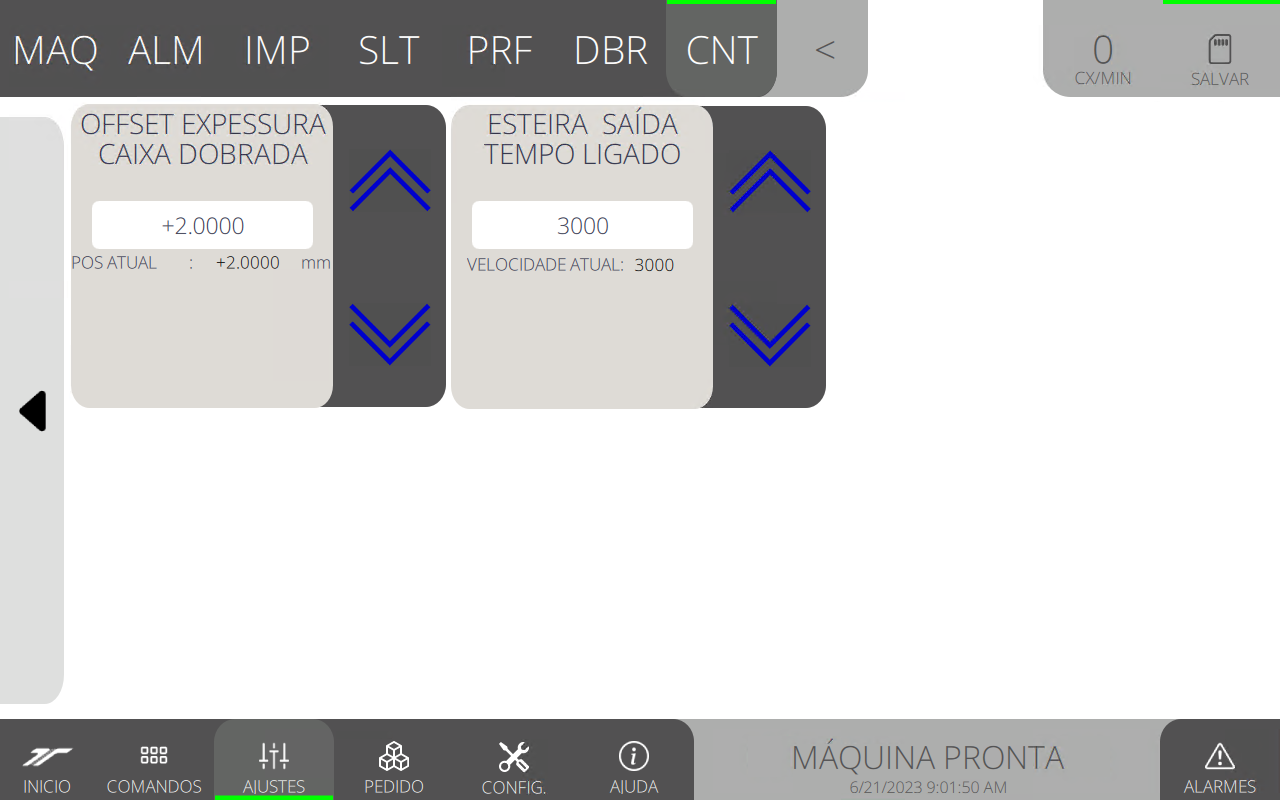 MAQ ALM IMP SLT PRF DBR CNT < 0
CX/MIN SALVAR
OFFSET EXPESSURA
CAIXA DOBRADA
+2.0000
POS ATUAL : +2.0000 mm
ESTEIRA SAÍDA
TEMPO LIGADO
3000
VELOCIDADE ATUAL: 3000
INICIO COMANDOS AJUSTES PEDIDO CONFIG. AJUDA
MÁQUINA PRONTA
6/21/2023 9:01:50 AM
ALARMES